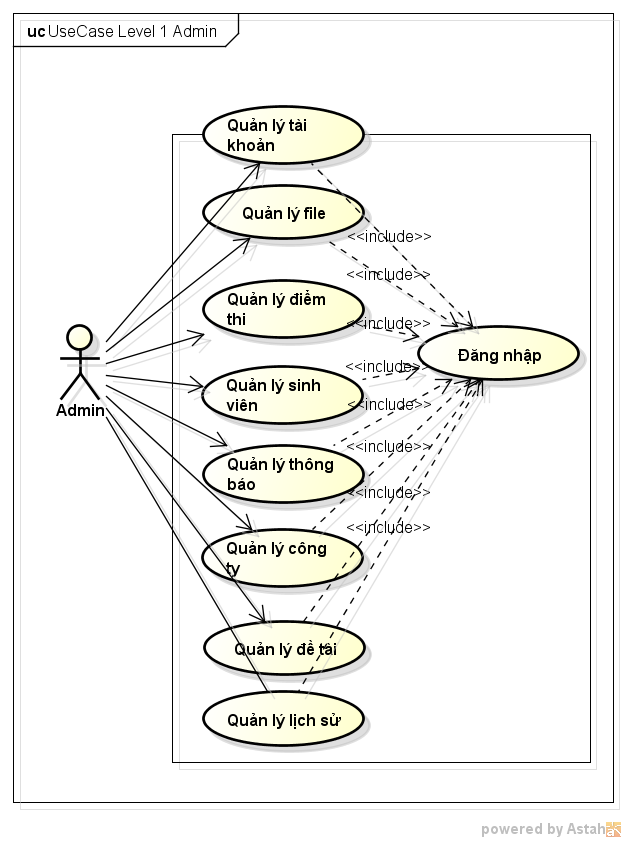 uc UseCase Level 1 Admin
Quản lý tài
khoản
Quản lý file
<<include>>
<<include>>
Quản lý điểm
thi
<<include>>
Đăng nhập
Admin
<<include>>
Quản lý sinh
viên
<<include>>
<<include>>
Quản lý thông
báo
<<include>>
<<include>>
Quản lý công
ty
Quản lý đề tài
Quản lý lịch sử
powered by Astah